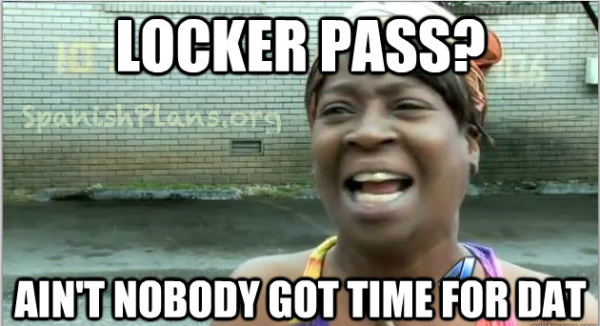 LOCKER PASS?
SpanishPlans.org
AIN'T NOBODY GOT TIME FOR DAT